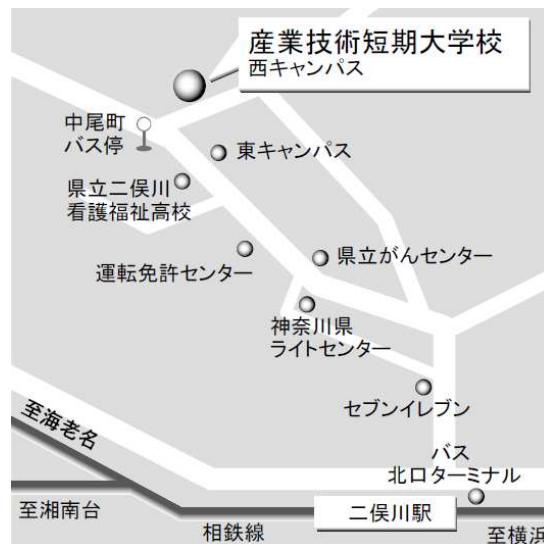 産業技術短期大学校
西キャンパス
中尾町
バス停
東キャンパス
県立二俣川
看護福祉高校
運転免許センター
県立がんセンター
神奈川県
ライトセンター
セブンイレブン
至海老名
バス
北口ターミナル
至湘南台
相鉄線
二俣川駅
至横浜